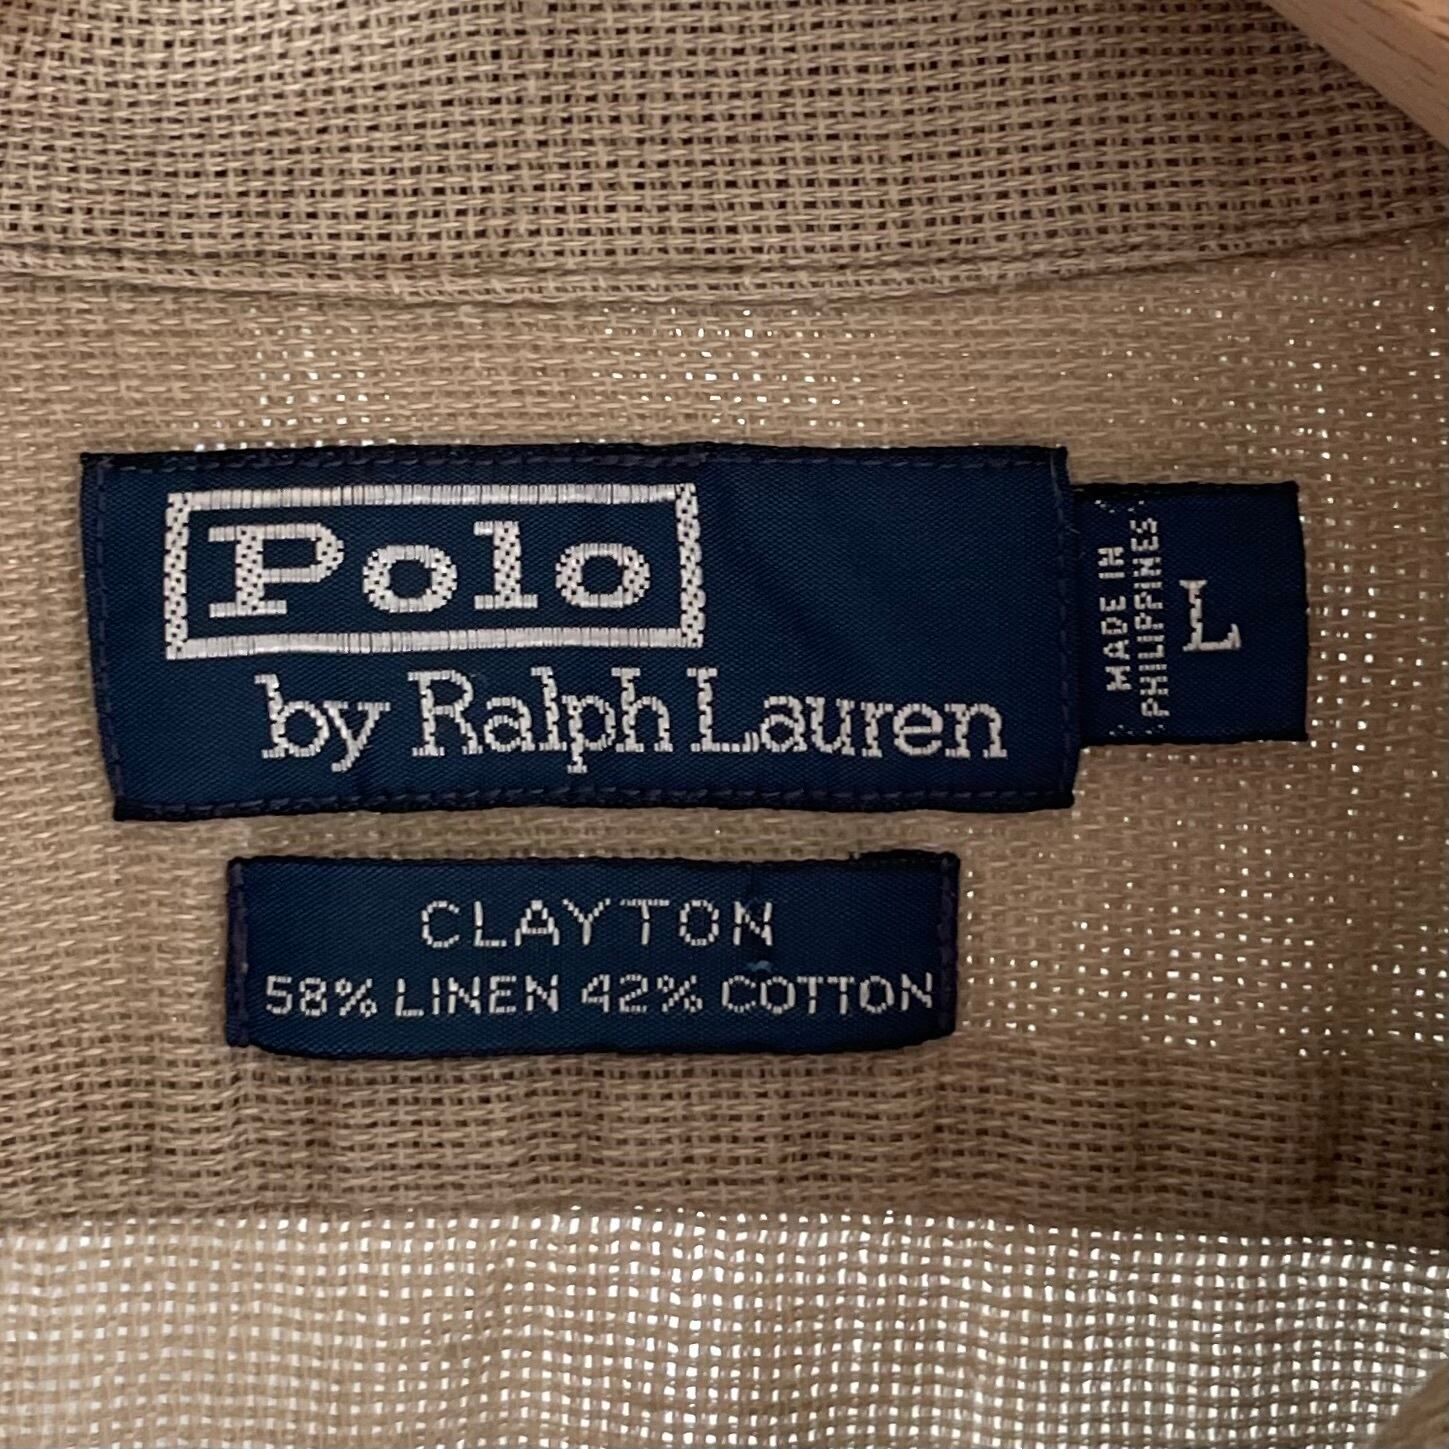 Polo
by Ralph Lauren
MADE IN
PHILIPPINES
L
CLAYTON
58% LINEN 42% COTTON